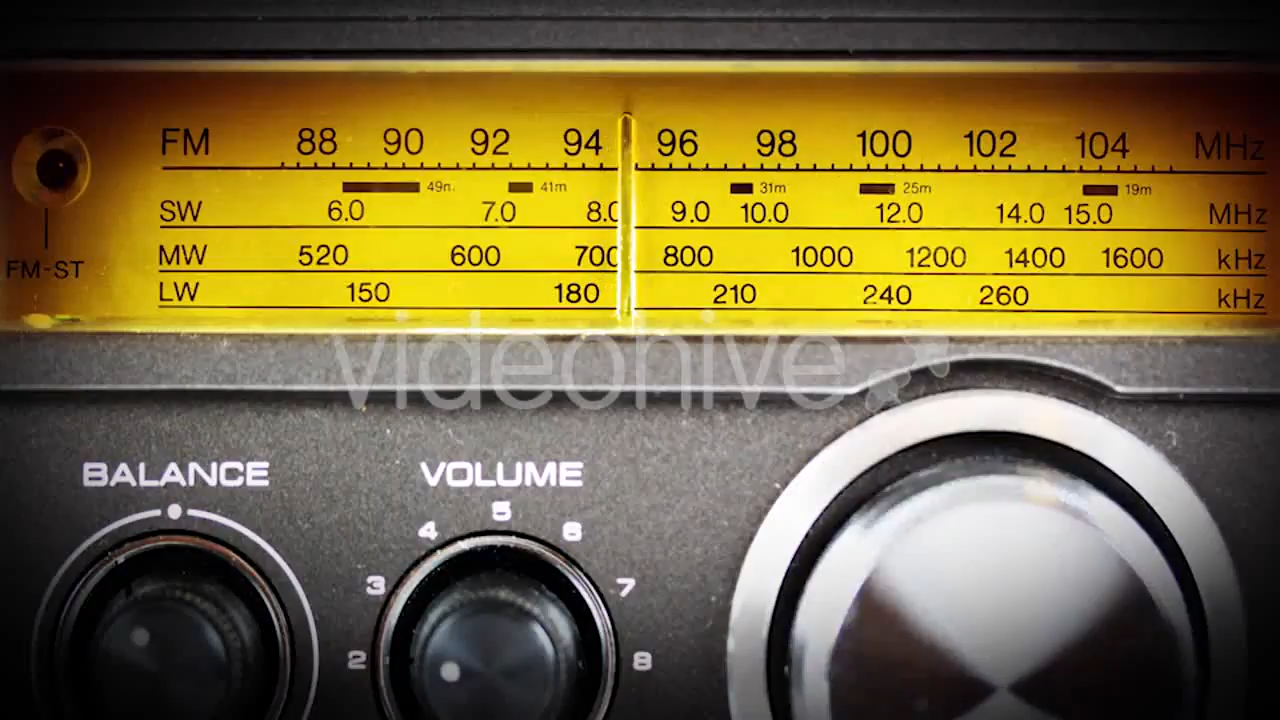 FM 88 90 92 94 96 98 100 102 104 MHz
49m 41m 31m 25m 19m
SW 6.0 7.0 8.0 9.0 10.0 12.0 14.0 15.0 MHz
MW 520 600 700 800 1000 1200 1400 1600 kHz
FM-ST
LW 150 180 210 240 260 kHz
videohive
BALANCE VOLUME
5
4 6
3 7
2 8